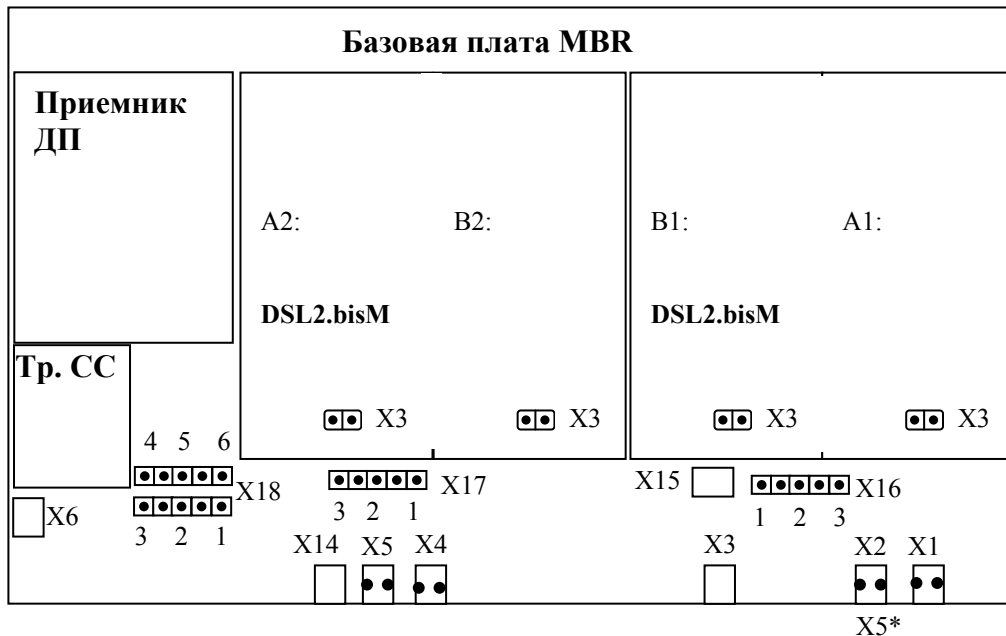 Базовая плата MBR
Приемник
ДП
A2:
B2:
B1:
A1:
DSL2.bisM
DSL2.bisM
Тр. СС
X3
X3
X3
X3
4 5 6
X18
3 2 1
X6
X17
3 2 1
X15
X16
1 2 3
X14
X5
X4
X3
X2
X1
X5*